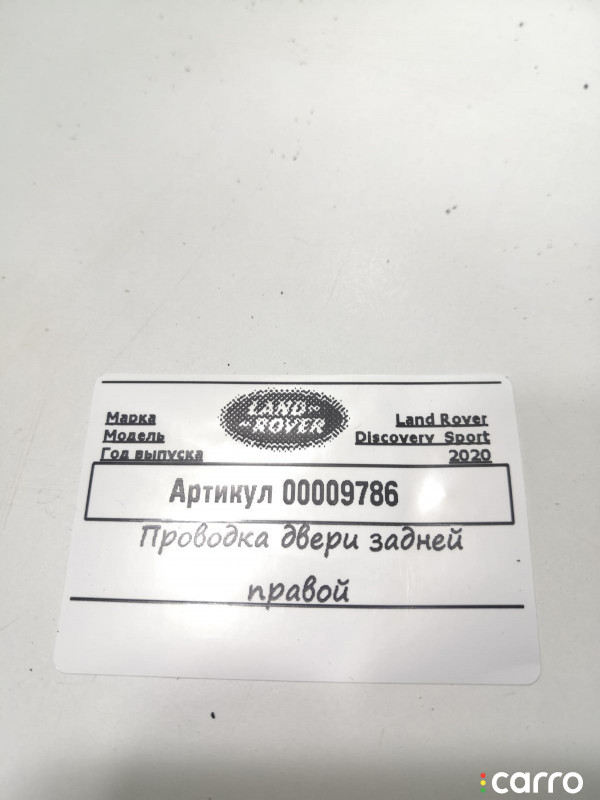 LAND
ROVER
Марка Land Rover
Модель Discovery Sport
Год выпуска 2020
Артикул 00009786
Проводка двери задней
правой
carro